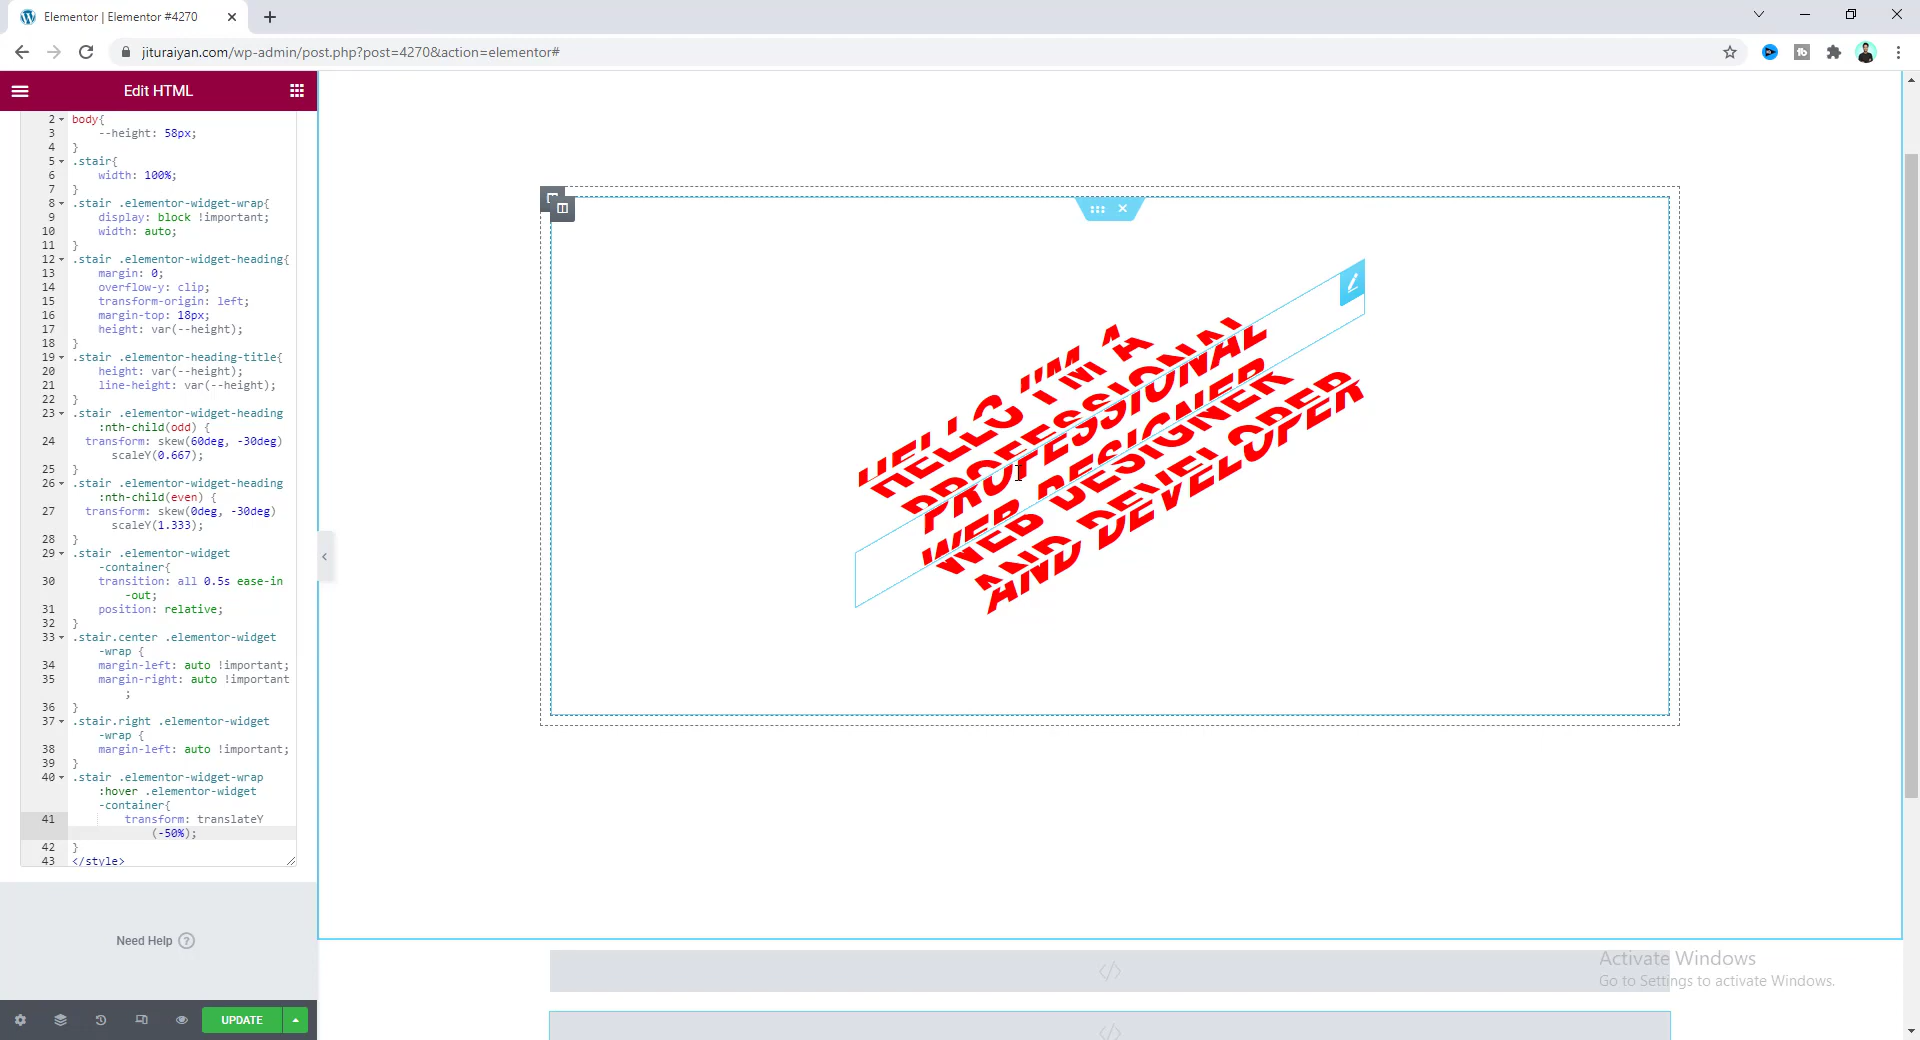 Elementor | Elementor #4270
jituraiyan.com/wp-admin/post.php?post=4270&action=elementor#
Edit HTML
2 body{
3 --height: 58px;
4 }
5 .stair{
6 width: 100%;
7 }
8 .stair .elementor-widget-wrap{
9 display: block !important;
10 width: auto;
11 }
12 .stair .elementor-widget-heading{
13 margin: 0;
14 overflow-y: clip;
15 transform-origin: left;
16 margin-top: 18px;
17 height: var(--height);
18 }
19 .stair .elementor-heading-title{
20 height: var(--height);
21 line-height: var(--height);
22 }
23 .stair .elementor-widget-heading
:nth-child(odd) {
24 transform: skew(60deg, -30deg)
scaleY(0.667);
25 }
26 .stair .elementor-widget-heading
:nth-child(even) {
27 transform: skew(0deg, -30deg)
scaleY(1.333);
28 }
29 .stair .elementor-widget
-container{
30 transition: all 0.5s ease-in
-out;
31 position: relative;
32 }
33 .stair.center .elementor-widget
-wrap {
34 margin-left: auto !important;
35 margin-right: auto !important
;
36 }
37 .stair.right .elementor-widget
-wrap {
38 margin-left: auto !important;
39 }
40 .stair .elementor-widget-wrap
:hover .elementor-widget
-container{
41 transform: translateY
(-50%);
42 }
43 </style>
Need Help ?
UPDATE
HELLO I'M A
HELLO I'M A
PROFESSIONAL
PROFESSIONAL
WEB DESIGNER
WEB DESIGNER
AND DEVELOPER
AND DEVELOPER
Activate Windows
Go to Settings to activate Windows.